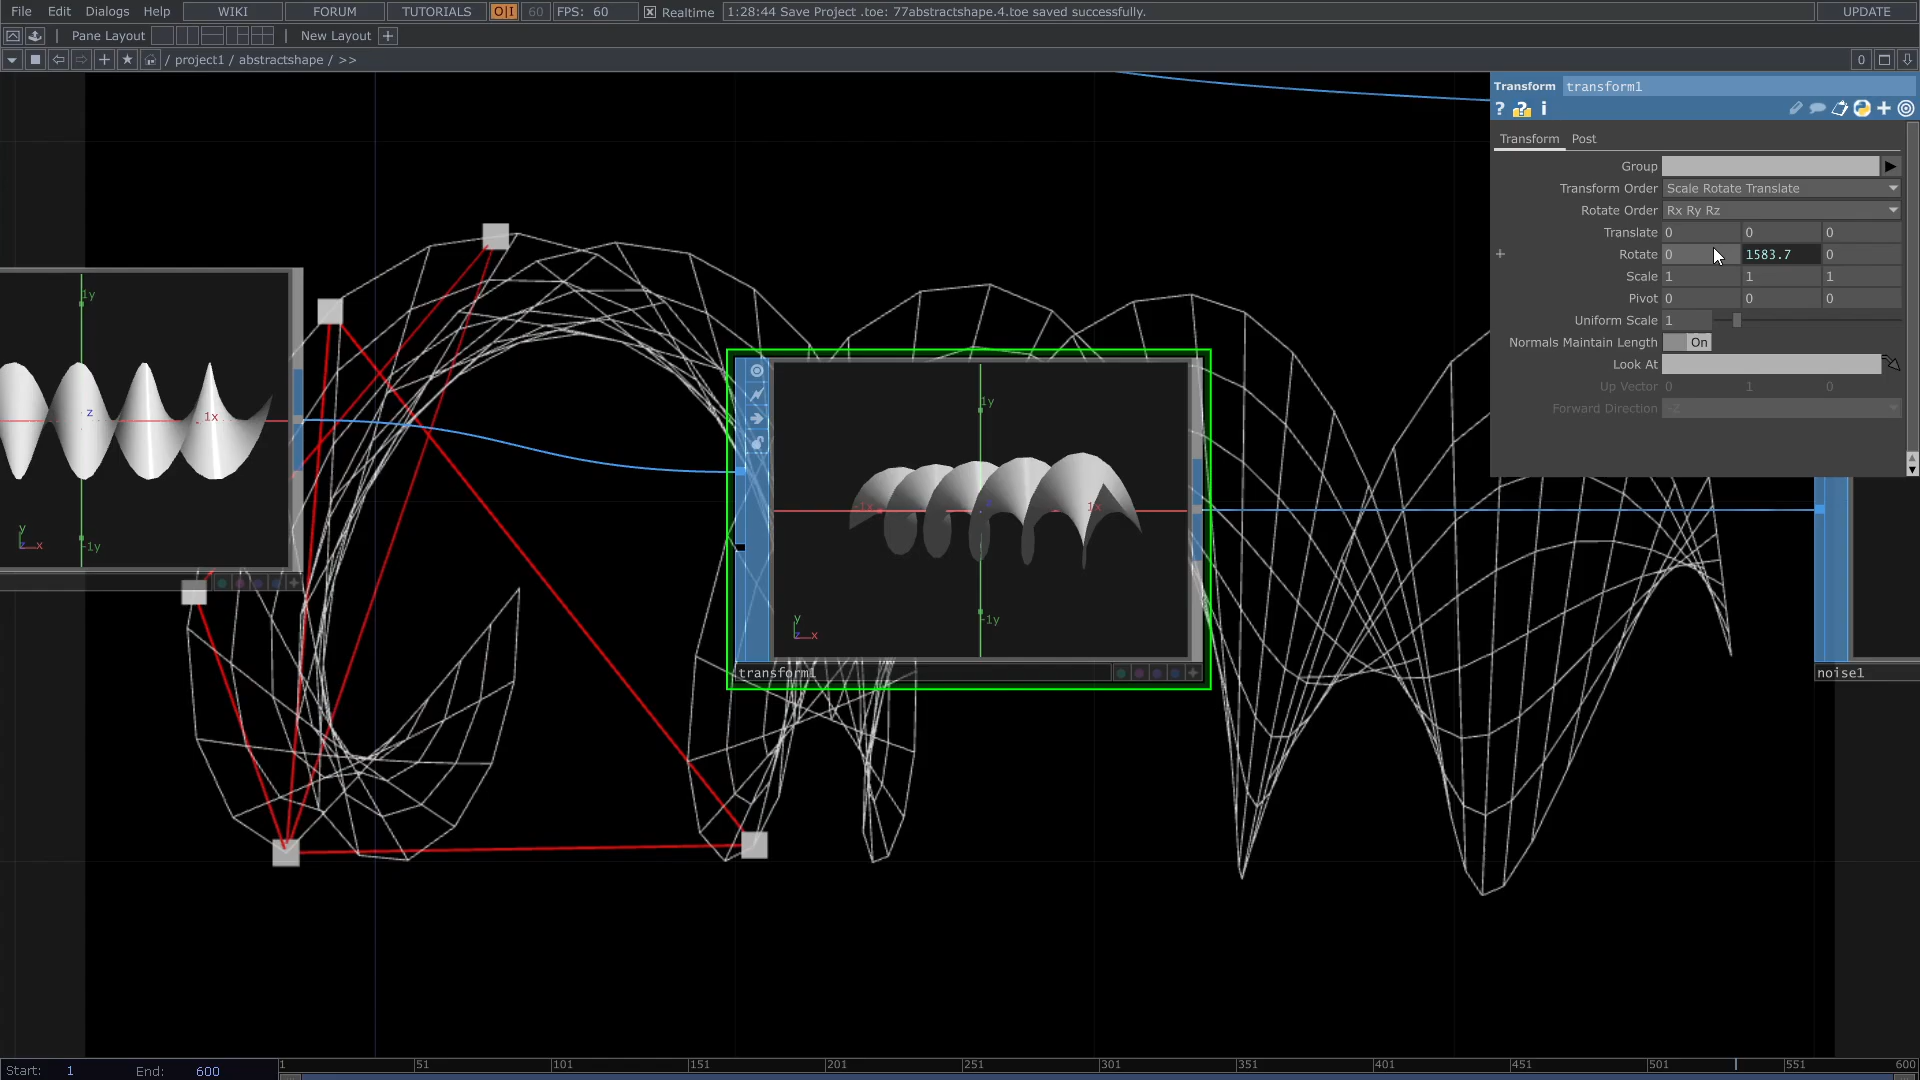 File Edit Dialogs Help WIKI FORUM TUTORIALS O|I 60 FPS: 60 Realtime 1:28:44 Save Project .toe: 77abstractshape.4.toe saved successfully. UPDATE
Pane Layout New Layout +
/ project1 / abstractshape / >> 0
Transform transform1
? ? i
Transform Post
Group
Transform Order Scale Rotate Translate
Rotate Order Rx Ry Rz
Translate 0 0 0
+ Rotate 0 1583.7 0
Scale 1 1 1
Pivot 0 0 0
Uniform Scale 1
Normals Maintain Length On
Look At
Up Vector 0 1 0
Forward Direction -Z
1y
z
1x
-1y
y
z x
1y
-1x 1x
-1y
y
z x
transform1
noise1
Start: 1 End: 600
1 51 101 151 201 251 301 351 401 451 501 551 600